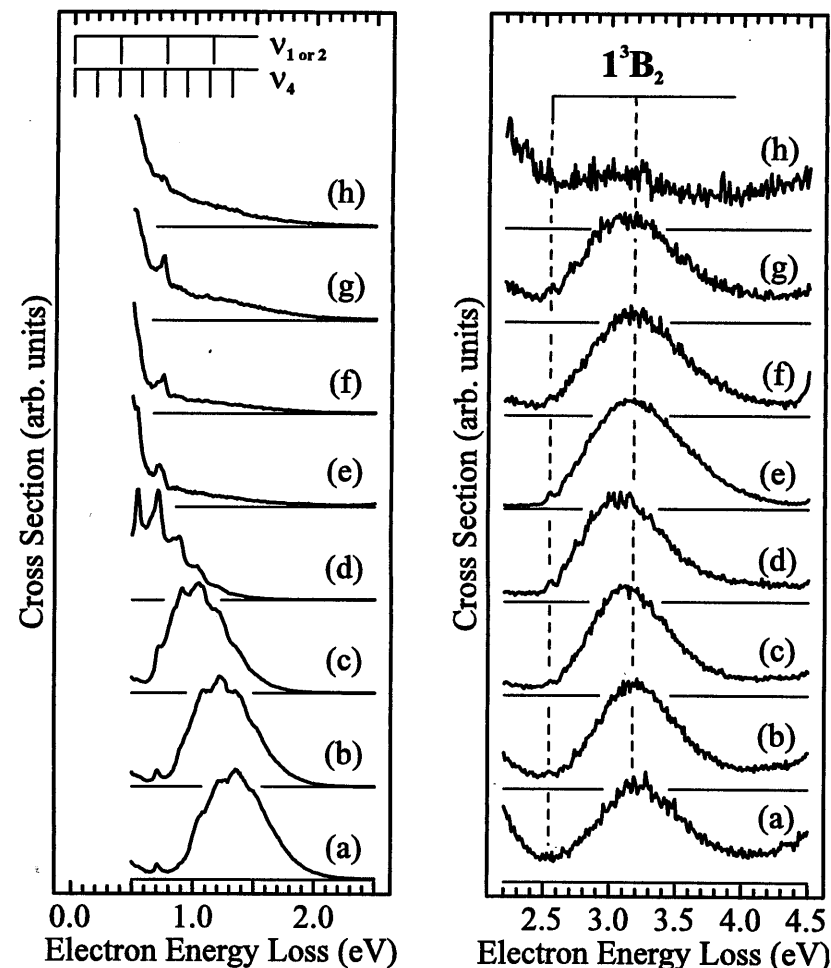 ν1 or 2
ν4
(h)
(g)
(f)
(e)
(d)
(c)
(b)
(a)
Cross Section (arb. units)
0.0 1.0 2.0
Electron Energy Loss (eV)
1³B₂
(h)
(g)
(f)
(e)
(d)
(c)
(b)
(a)
Cross Section (arb. units)
2.5 3.0 3.5 4.0 4.5
Electron Energy Loss (eV)